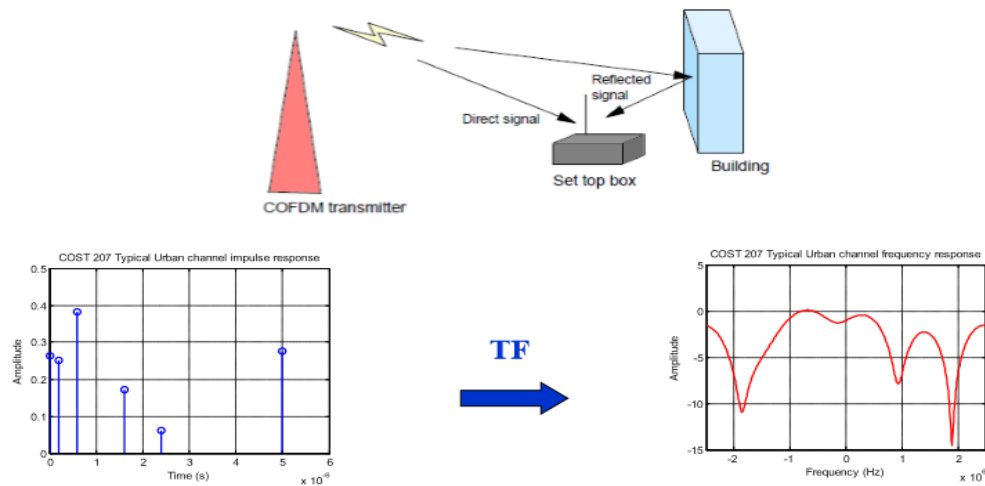 Reflected
signal
Direct signal
Building
Set top box
COFDM transmitter
COST 207 Typical Urban channel impulse response
0.5
0.4
0.3
0.2
0.1
0
Amplitude
0 1 2 3 4 5 6
Time (s)
x 10⁻⁶
TF
COST 207 Typical Urban channel frequency response
5
0
-5
-10
-15
Amplitude
-2 -1 0 1 2
Frequency (Hz)